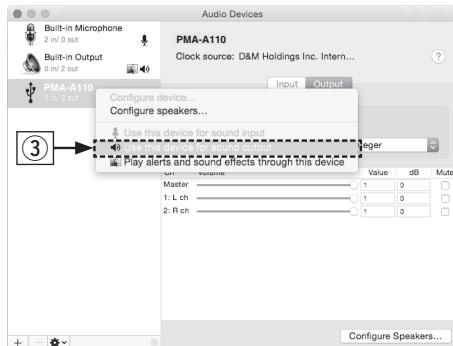 Audio Devices
Built-in Microphone
2 in/ 0 out
Built-in Output
0 in/ 2 out
PMA-A110
0 in/ 2 out
PMA-A110
Clock source: D&M Holdings Inc. Intern...
?
Input Output
Configure device...
Configure speakers...
Use this device for sound input
③
Use this device for sound output
Play alerts and sound effects through this device
eger
Ch Volume Value dB Mute
Master 1 0
1: L ch 1 0
2: R ch 1 0
Configure Speakers...